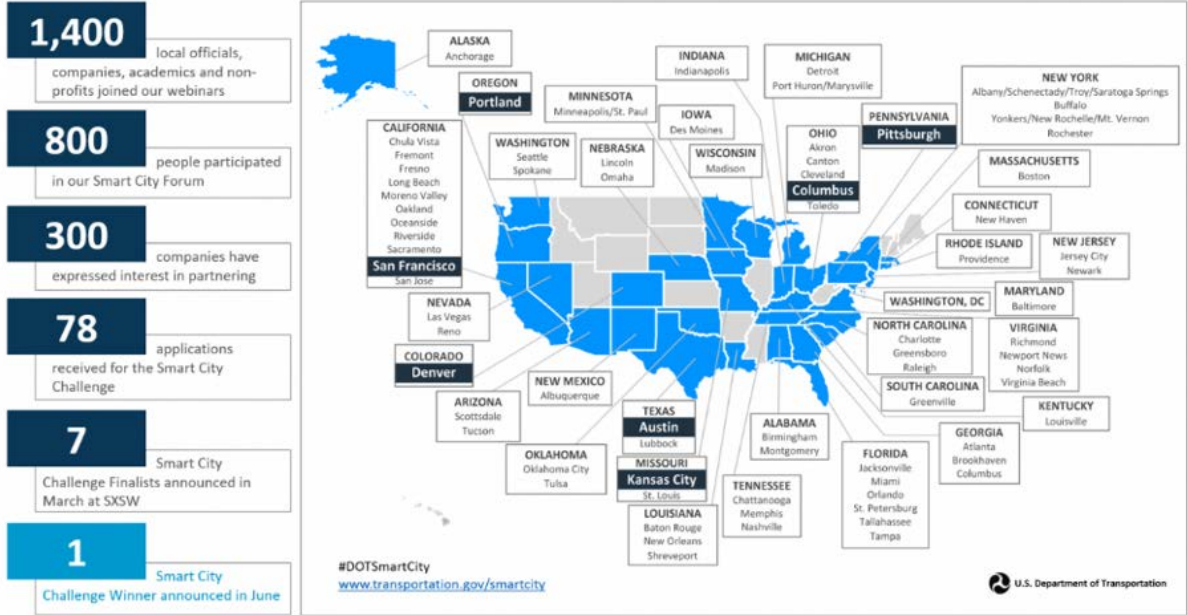 1,400
local officials,
companies, academics and non-
profits joined our webinars
800
people participated
in our Smart City Forum
300
companies have
expressed interest in partnering
78
applications
received for the Smart City
Challenge
7
Smart City
Challenge Finalists announced in
March at SXSW
1
Smart City
Challenge Winner announced in June
ALASKA
Anchorage
OREGON
Portland
CALIFORNIA
Chula Vista
Fremont
Fresno
Long Beach
Moreno Valley
Oakland
Oceanside
Riverside
Sacramento
San Francisco
San Jose
WASHINGTON
Seattle
Spokane
MINNESOTA
Minneapolis/St. Paul
NEBRASKA
Lincoln
Omaha
INDIANA
Indianapolis
IOWA
Des Moines
WISCONSIN
Madison
MICHIGAN
Detroit
Port Huron/Marysville
OHIO
Akron
Canton
Cleveland
Columbus
Toledo
PENNSYLVANIA
Pittsburgh
NEW YORK
Albany/Schenectady/Troy/Saratoga Springs
Buffalo
Yonkers/New Rochelle/Mt. Vernon
Rochester
MASSACHUSETTS
Boston
CONNECTICUT
New Haven
RHODE ISLAND
Providence
NEW JERSEY
Jersey City
Newark
WASHINGTON, DC
MARYLAND
Baltimore
NEVADA
Las Vegas
Reno
COLORADO
Denver
ARIZONA
Scottsdale
Tucson
NEW MEXICO
Albuquerque
OKLAHOMA
Oklahoma City
Tulsa
TEXAS
Austin
Lubbock
MISSOURI
Kansas City
St. Louis
LOUISIANA
Baton Rouge
New Orleans
Shreveport
TENNESSEE
Chattanooga
Memphis
Nashville
ALABAMA
Birmingham
Montgomery
NORTH CAROLINA
Charlotte
Greensboro
Raleigh
SOUTH CAROLINA
Greenville
VIRGINIA
Richmond
Newport News
Norfolk
Virginia Beach
KENTUCKY
Louisville
GEORGIA
Atlanta
Brookhaven
Columbus
FLORIDA
Jacksonville
Miami
Orlando
St. Petersburg
Tallahassee
Tampa
#DOTSmartCity
www.transportation.gov/smartcity
U.S. Department of Transportation